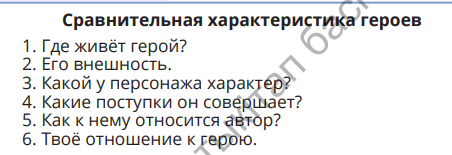 Сравнительная характеристика героев
1. Где живёт герой?
2. Его внешность.
3. Какой у персонажа характер?
4. Какие поступки он совершает?
5. Как к нему относится автор?
6. Твоё отношение к герою.